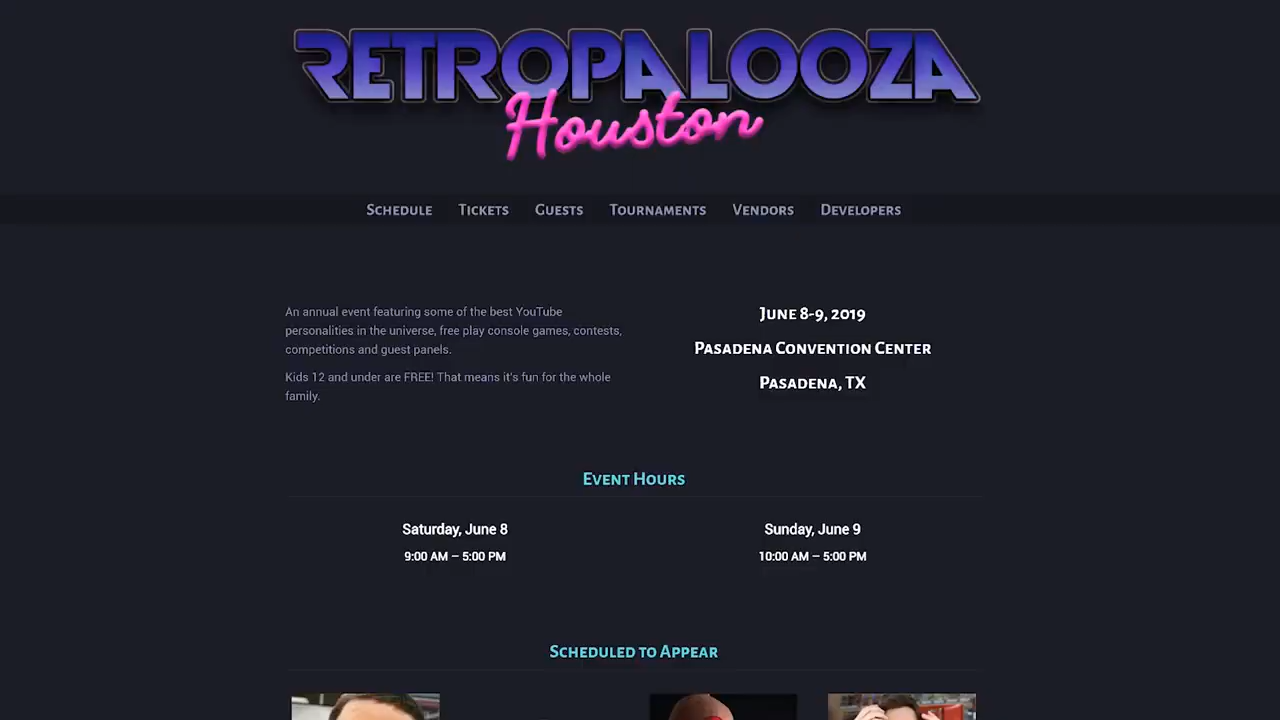 RETROPALOOZA
Houston
Schedule Tickets Guests Tournaments Vendors Developers
An annual event featuring some of the best YouTube
personalities in the universe, free play console games, contests,
competitions and guest panels.
Kids 12 and under are FREE! That means it's fun for the whole
family.
June 8-9, 2019
Pasadena Convention Center
Pasadena, TX
Event Hours
Saturday, June 8
9:00 AM – 5:00 PM
Sunday, June 9
10:00 AM – 5:00 PM
Scheduled to Appear